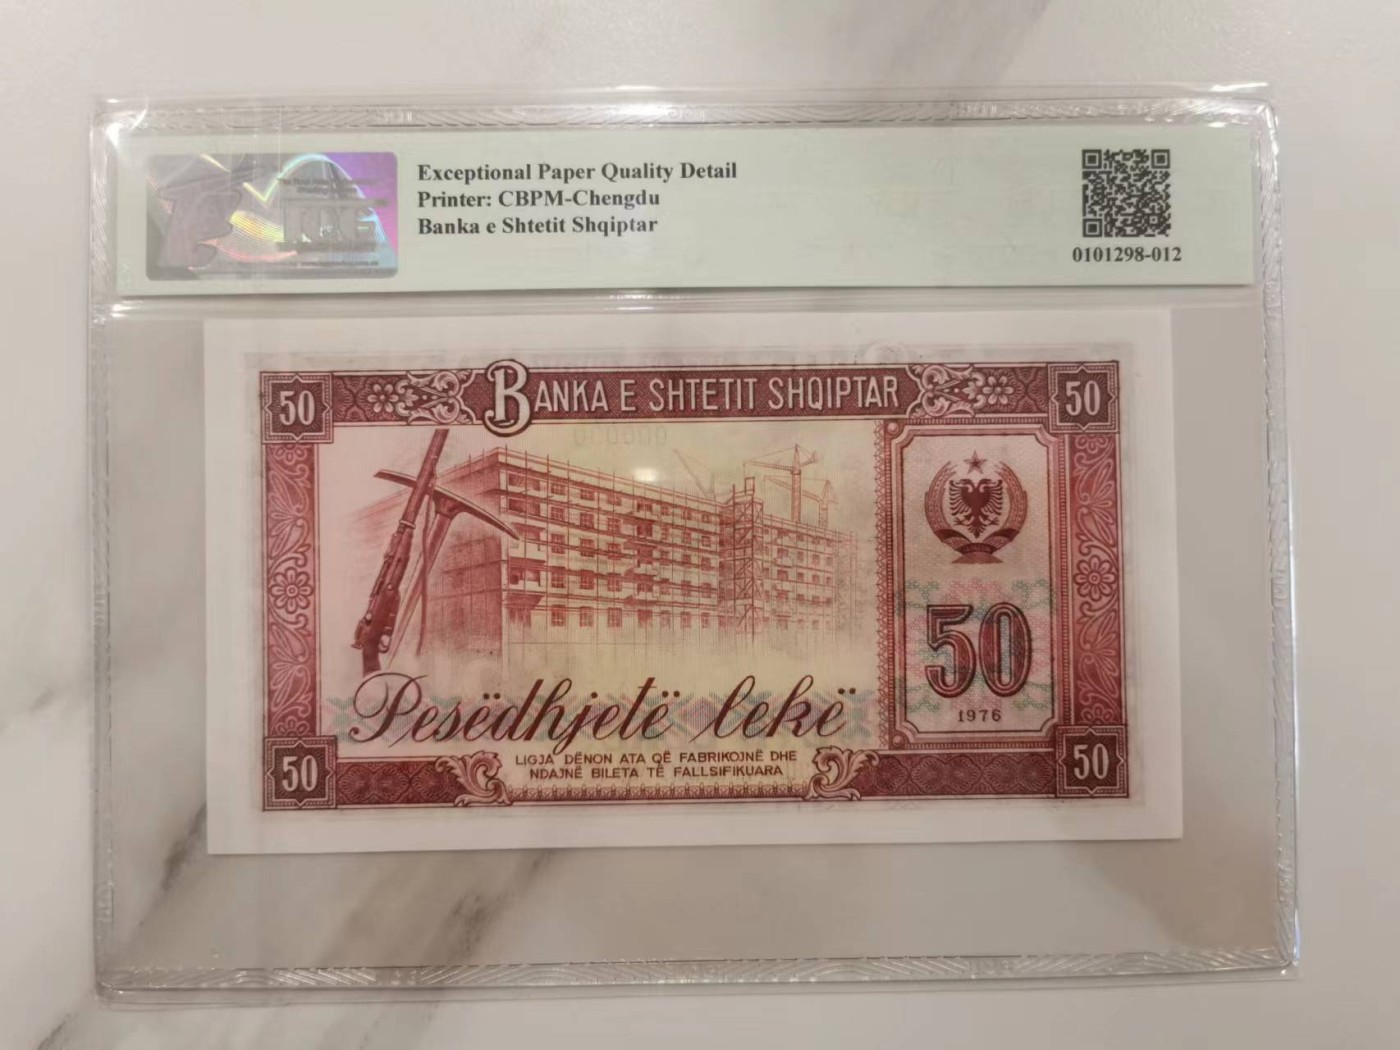 Exceptional Paper Quality Detail
Printer: CBPM-Chengdu
Banka e Shtetit Shqiptar
0101298-012
50
BANKA E SHTETIT SHQIPTAR
50
000000
50
1976
Pesëdhjetë lekë
LIGJA DËNON ATA QË FABRIKOJNË DHE
NDAJNË BILETA TË FALLSIFIKUARA
50
50